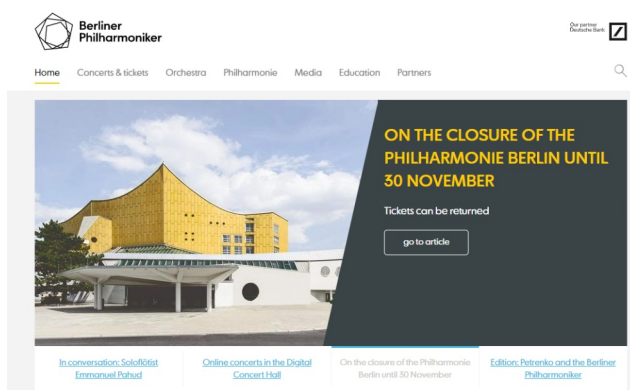 Berliner
Philharmoniker
Our partner
Deutsche Bank
Home Concerts & tickets Orchestra Philharmonie Media Education Partners
ON THE CLOSURE OF THE
PHILHARMONIE BERLIN UNTIL
30 NOVEMBER
Tickets can be returned
go to article
In conversation: Soloflötist
Emmanuel Pahud
Online concerts in the Digital
Concert Hall
On the closure of the Philharmonie
Berlin until 30 November
Edition: Petrenko and the Berliner
Philharmoniker